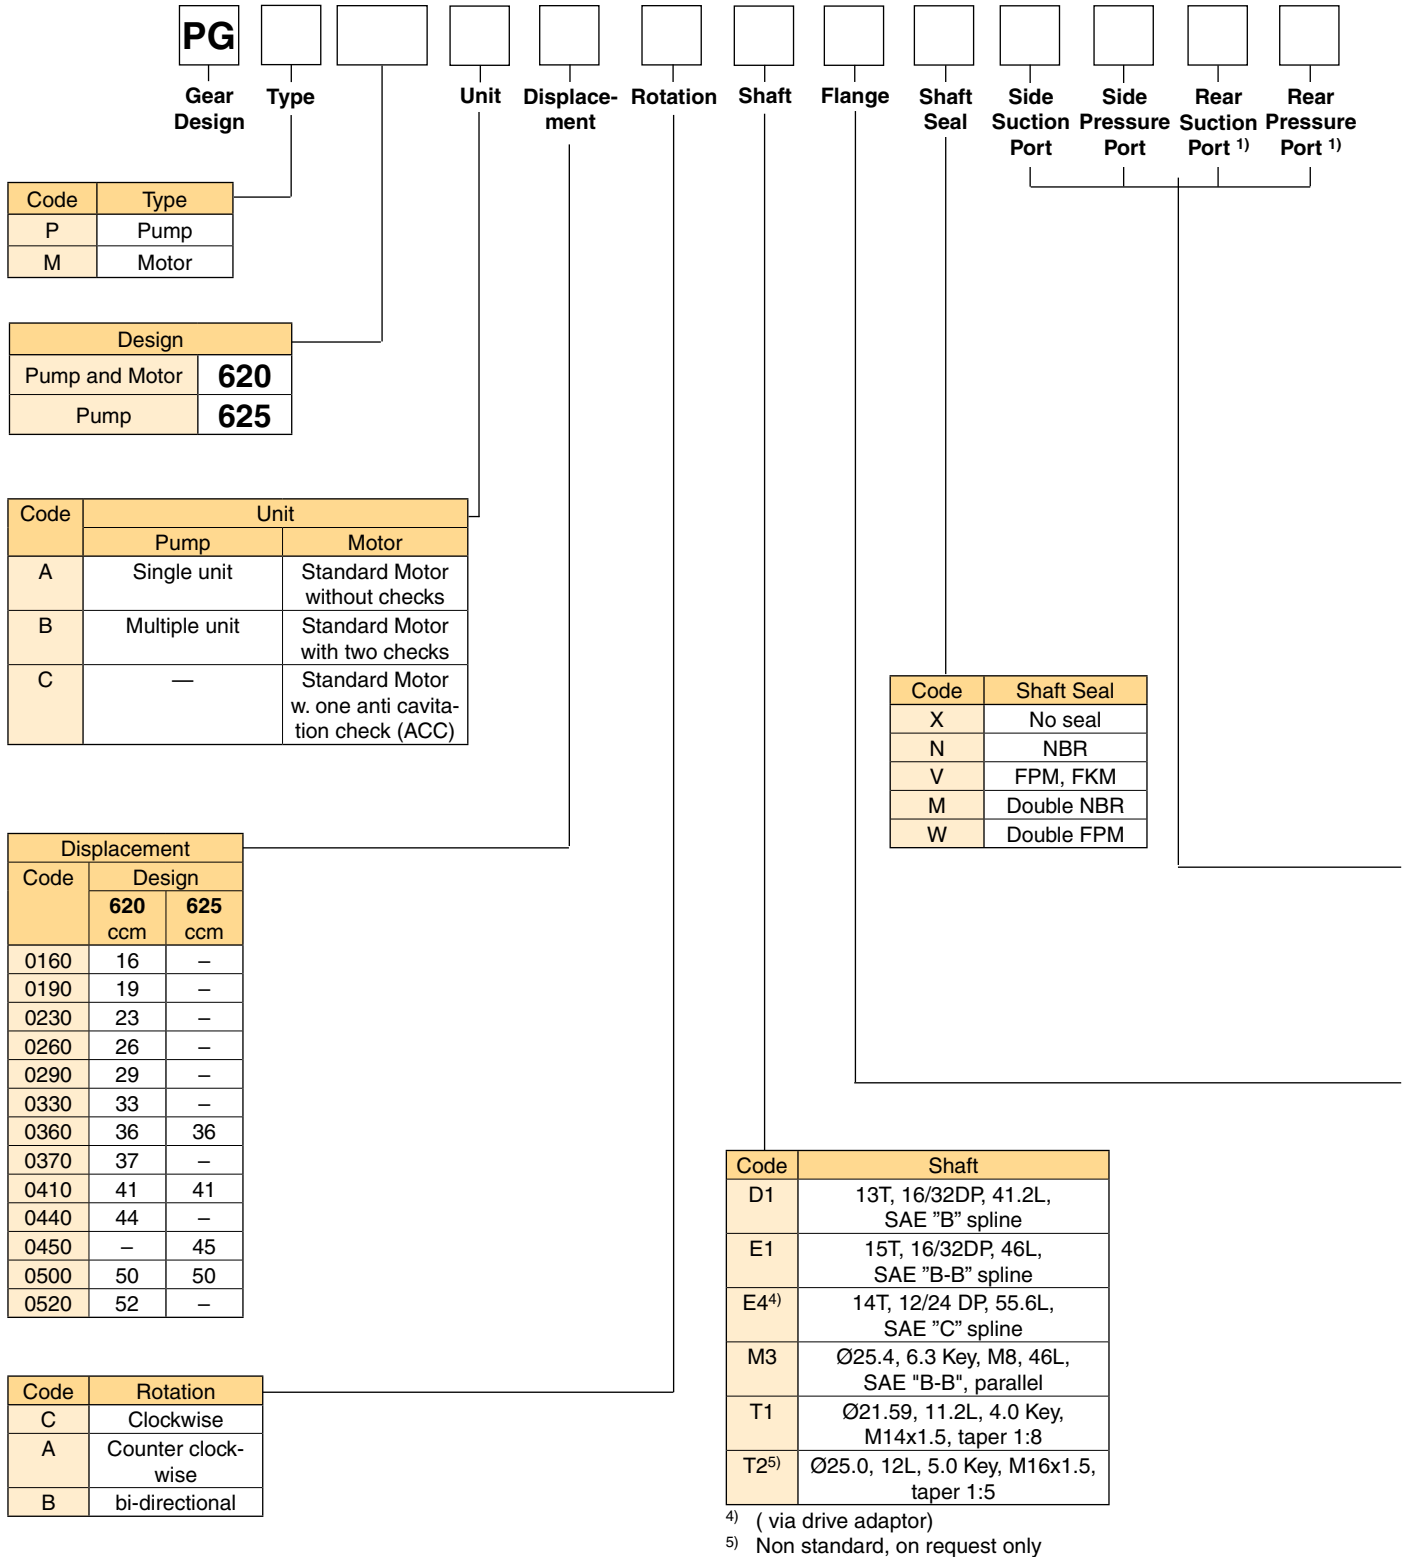 PG
Gear Design
Type
Unit
Displace-ment
Rotation
Shaft
Flange
Shaft Seal
Side Suction Port
Side Pressure Port
Rear Suction Port 1)
Rear Pressure Port 1)
Code Type
P Pump
M Motor
Design
Pump and Motor 620
Pump 625
Code Unit
Pump Motor
A Single unit Standard Motor
without checks
B Multiple unit Standard Motor
with two checks
C — Standard Motor
w. one anti cavita-
tion check (ACC)
Code Shaft Seal
X No seal
N NBR
V FPM, FKM
M Double NBR
W Double FPM
Displacement
Code Design
620 625
ccm ccm
0160 16 –
0190 19 –
0230 23 –
0260 26 –
0290 29 –
0330 33 –
0360 36 36
0370 37 –
0410 41 41
0440 44 –
0450 – 45
0500 50 50
0520 52 –
Code Rotation
C Clockwise
A Counter clock-
wise
B bi-directional
Code Shaft
D1 13T, 16/32DP, 41.2L,
SAE ”B” spline
E1 15T, 16/32DP, 46L,
SAE ”B-B” spline
E4 4) 14T, 12/24 DP, 55.6L,
SAE ”C” spline
M3 Ø25.4, 6.3 Key, M8, 46L,
SAE "B-B", parallel
T1 Ø21.59, 11.2L, 4.0 Key,
M14x1.5, taper 1:8
T2 5) Ø25.0, 12L, 5.0 Key, M16x1.5,
taper 1:5
4) ( via drive adaptor)
5) Non standard, on request only